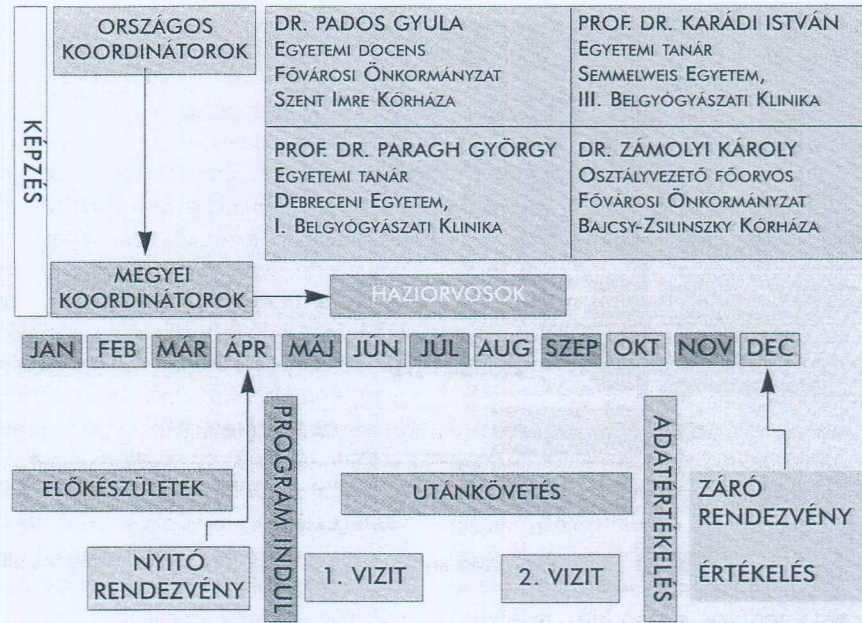 KÉPZÉS
ORSZÁGOS
KOORDINÁTOROK
DR. PADOS GYULA
EGYETEMI DOCENS
FŐVÁROSI ÖNKORMÁNYZAT
SZENT IMRE KÓRHÁZA
PROF. DR. KARÁDI ISTVÁN
EGYETEMI TANÁR
SEMMELWEIS EGYETEM,
III. BELGYÓGYÁSZATI KLINIKA
PROF. DR. PARAGH GYÖRGY
EGYETEMI TANÁR
DEBRECENI EGYETEM,
I. BELGYÓGYÁSZATI KLINIKA
DR. ZÁMOLYI KÁROLY
OSZTÁLYVEZETŐ FŐORVOS
FŐVÁROSI ÖNKORMÁNYZAT
BAJCSY-ZSILINSZKY KÓRHÁZA
MEGYEI
KOORDINÁTOROK
HÁZIORVOSOK
JAN FEB MÁR ÁPR MÁJ JÚN JÚL AUG SZEP OKT NOV DEC
ELŐKÉSZÜLETEK
NYITÓ
RENDEZVÉNY
PROGRAM INDUL
UTÁNKÖVETÉS
1. VIZIT
2. VIZIT
ADATÉRTÉKELÉS
ZÁRÓ
RENDEZVÉNY
ÉRTÉKELÉS